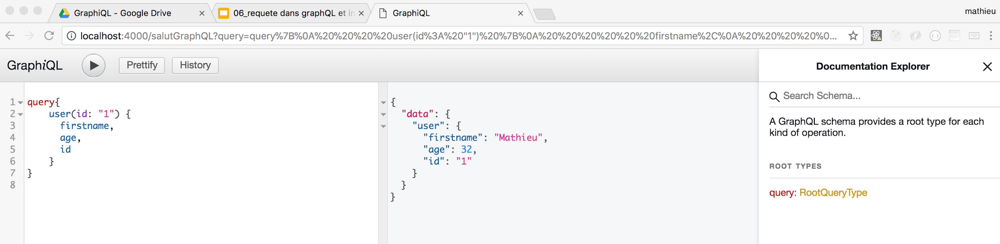 GraphiQL - Google Drive
06_requete dans graphQL et in
GraphiQL
mathieu
localhost:4000/salutGraphQL?query=query%7B%0A%20%20%20%20user(id%3A%20"1")%20%7B%0A%20%20%20%20%20%20firstname%2C%0A%20%20%20%20%0...
GraphiQL
Prettify
History
1 query{
2 user(id: "1") {
3 firstname,
4 age,
5 id
6 }
7 }
8
{
"data": {
"user": {
"firstname": "Mathieu",
"age": 32,
"id": "1"
}
}
}
Documentation Explorer
Search Schema...
A GraphQL schema provides a root type for each
kind of operation.
ROOT TYPES
query: RootQueryType